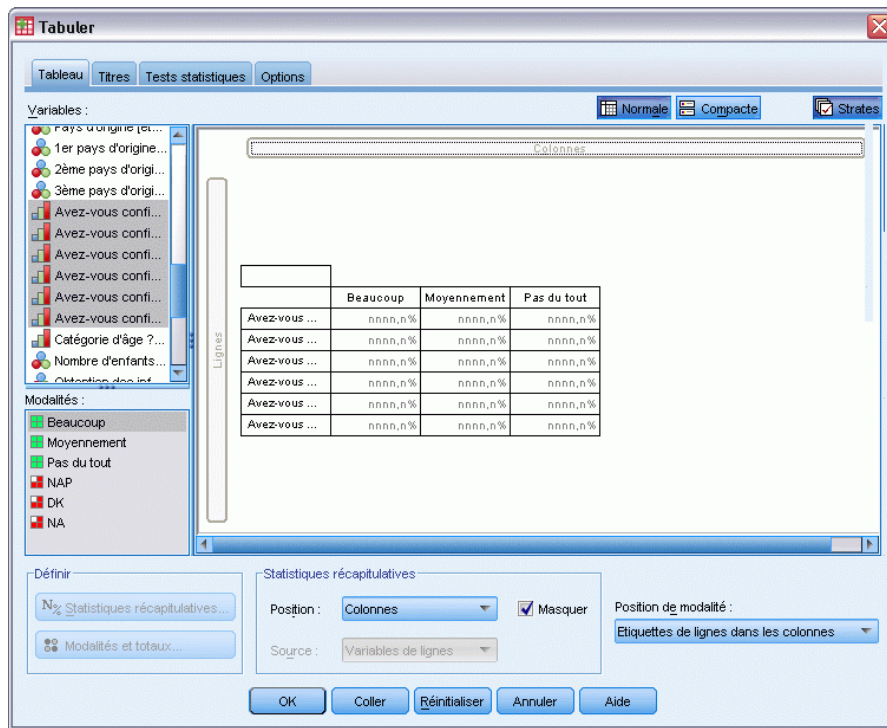 Tabuler
Tableau Titres Tests statistiques Options
Variables :
Normale Compacte Strates
Pays d'origine [et...
1er pays d'origine...
2ème pays d'origi...
3ème pays d'origi...
Avez-vous confi...
Avez-vous confi...
Avez-vous confi...
Avez-vous confi...
Avez-vous confi...
Avez-vous confi...
Catégorie d'âge ?...
Nombre d'enfants...
Obtention des inf...
Colonnes
Lignes
Beaucoup Moyennement Pas du tout
Avez-vous ... nnnn,n% nnnn,n% nnnn,n%
Avez-vous ... nnnn,n% nnnn,n% nnnn,n%
Avez-vous ... nnnn,n% nnnn,n% nnnn,n%
Avez-vous ... nnnn,n% nnnn,n% nnnn,n%
Avez-vous ... nnnn,n% nnnn,n% nnnn,n%
Avez-vous ... nnnn,n% nnnn,n% nnnn,n%
Modalités :
Beaucoup
Moyennement
Pas du tout
NAP
DK
NA
Définir
N% Statistiques récapitulatives...
Modalités et totaux...
Statistiques récapitulatives
Position : Colonnes Masquer
Source : Variables de lignes
Position de modalité :
Etiquettes de lignes dans les colonnes
OK Coller Réinitialiser Annuler Aide